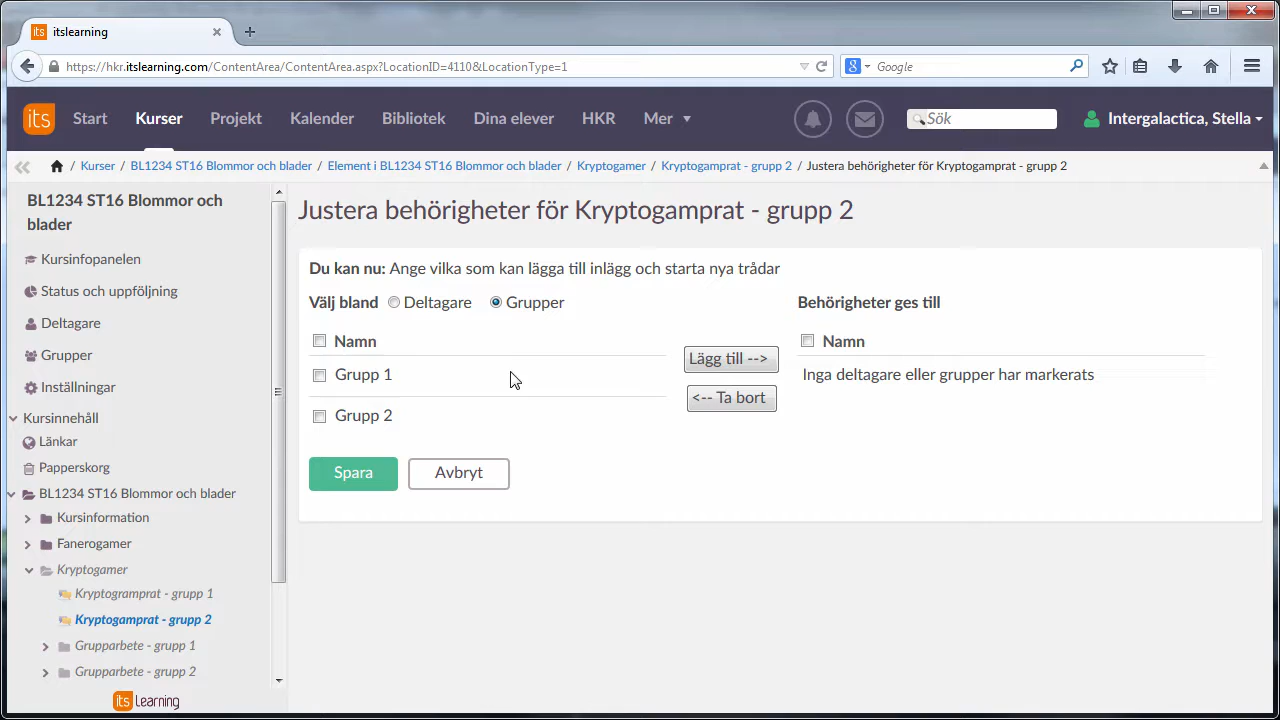 its itslearning
https://hkr.itslearning.com/ContentArea/ContentArea.aspx?LocationID=4110&LocationType=1
Google
its Start Kurser Projekt Kalender Bibliotek Dina elever HKR Mer Sök Intergalactica, Stella
/ Kurser / BL1234 ST16 Blommor och blader / Element i BL1234 ST16 Blommor och blader / Kryptogamer / Kryptogamprat - grupp 2 / Justera behörigheter för Kryptogamprat - grupp 2
BL1234 ST16 Blommor och
blader
Kursinfopanelen
Status och uppföljning
Deltagare
Grupper
Inställningar
Kursinnehåll
Länkar
Papperskorg
BL1234 ST16 Blommor och blader
Kursinformation
Fanerogamer
Kryptogamer
Kryptogramprat - grupp 1
Kryptogamprat - grupp 2
Grupparbete - grupp 1
Grupparbete - grupp 2
its Learning
Justera behörigheter för Kryptogamprat - grupp 2
Du kan nu: Ange vilka som kan lägga till inlägg och starta nya trådar
Välj bland Deltagare Grupper
Namn
Grupp 1
Grupp 2
Lägg till -->
<-- Ta bort
Behörigheter ges till
Namn
Inga deltagare eller grupper har markerats
Spara Avbryt